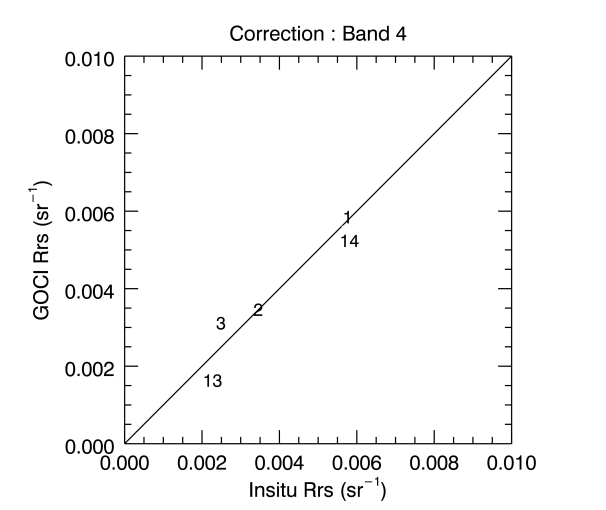 Correction : Band 4
0.010
0.008
0.006
0.004
0.002
0.000
GOCI Rrs (sr⁻¹)
1
14
2
3
13
0.000 0.002 0.004 0.006 0.008 0.010
Insitu Rrs (sr⁻¹)